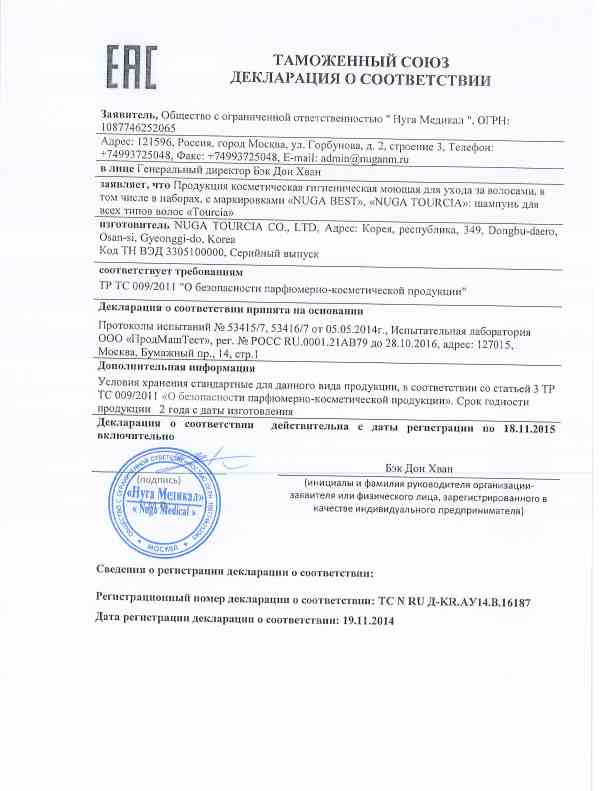 ЕАС
ТАМОЖЕННЫЙ СОЮЗ
ДЕКЛАРАЦИЯ О СООТВЕТСТВИИ
Заявитель, Общество с ограниченной ответственностью " Нуга Медикал ", ОГРН:
1087746252065
Адрес: 121596, Россия, город Москва, ул. Горбунова, д. 2, строение 3, Телефон:
+74993725048, Факс: +74993725048, E-mail: admin@nuganm.ru
в лице Генеральный директор Бэк Дон Хван
заявляет, что Продукция косметическая гигиеническая моющая для ухода за волосами, в
том числе в наборах, с маркировками «NUGA BEST», «NUGA TOURCIA»: шампунь для
всех типов волос «Tourcia»
изготовитель NUGA TOURCIA CO., LTD, Адрес: Корея, республика, 349, Dongbu-daero,
Osan-si, Gyeonggi-do, Korea
Код ТН ВЭД 3305100000, Серийный выпуск
соответствует требованиям
ТР ТС 009/2011 "О безопасности парфюмерно-косметической продукции"
Декларация о соответствии принята на основании
Протоколы испытаний № 53415/7, 53416/7 от 05.05.2014г., Испытательная лаборатория
ООО «ПродМашТест», рег. № РОСС RU.0001.21АВ79 до 28.10.2016, адрес: 127015,
Москва, Бумажный пр., 14, стр.1
Дополнительная информация
Условия хранения стандартные для данного вида продукции, в соответствии со статьей 3 ТР
ТС 009/2011 «О безопасности парфюмерно-косметической продукции». Срок годности
продукции 2 года с даты изготовления
Декларация о соответствии действительна с даты регистрации по 18.11.2015
включительно
Бэк Дон Хван
(подпись)
(инициалы и фамилия руководителя организации-
заявителя или физического лица, зарегистрированного в
качестве индивидуального предпринимателя)
ОБЩЕСТВО С ОГРАНИЧЕННОЙ ОТВЕТСТВЕННОСТЬЮ
«Нуга Медикал»
« Nuga Medical »
МОСКВА
Сведения о регистрации декларации о соответствии:
Регистрационный номер декларации о соответствии: ТС N RU Д-KR.АУ14.В.16187
Дата регистрации декларации о соответствии: 19.11.2014